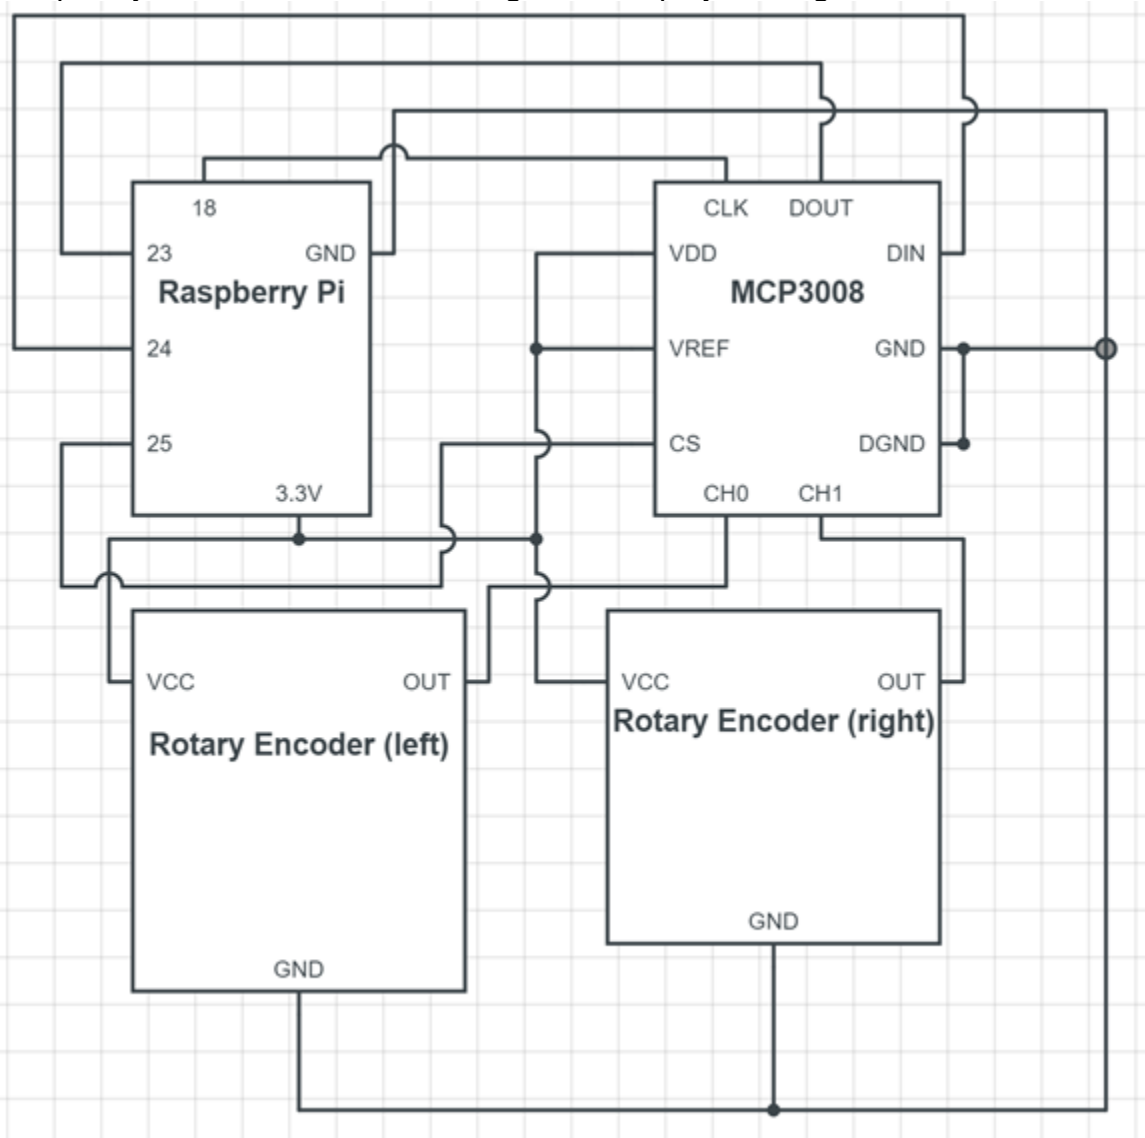 18
23
GND
Raspberry Pi
24
25
3.3V
CLK
DOUT
VDD
DIN
MCP3008
VREF
GND
CS
DGND
CH0
CH1
VCC
OUT
Rotary Encoder (left)
GND
VCC
OUT
Rotary Encoder (right)
GND